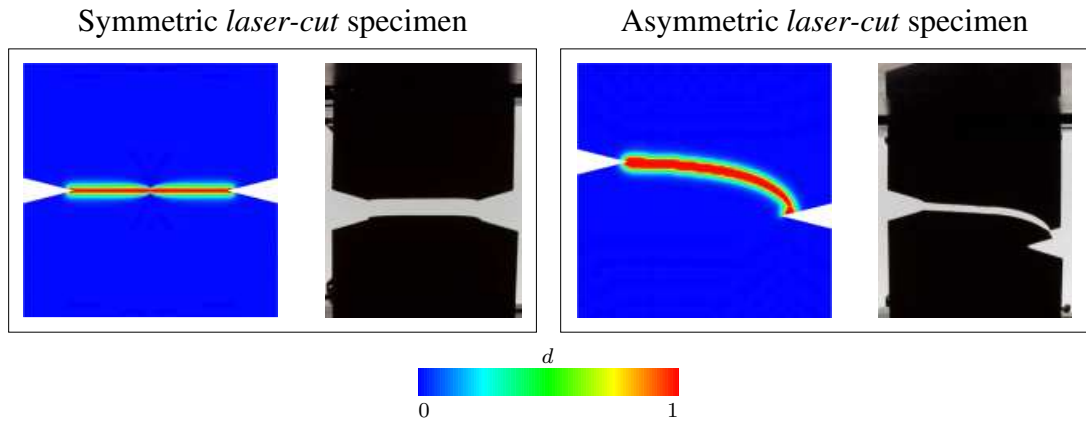 Symmetric laser-cut specimen
Asymmetric laser-cut specimen
d
0 1